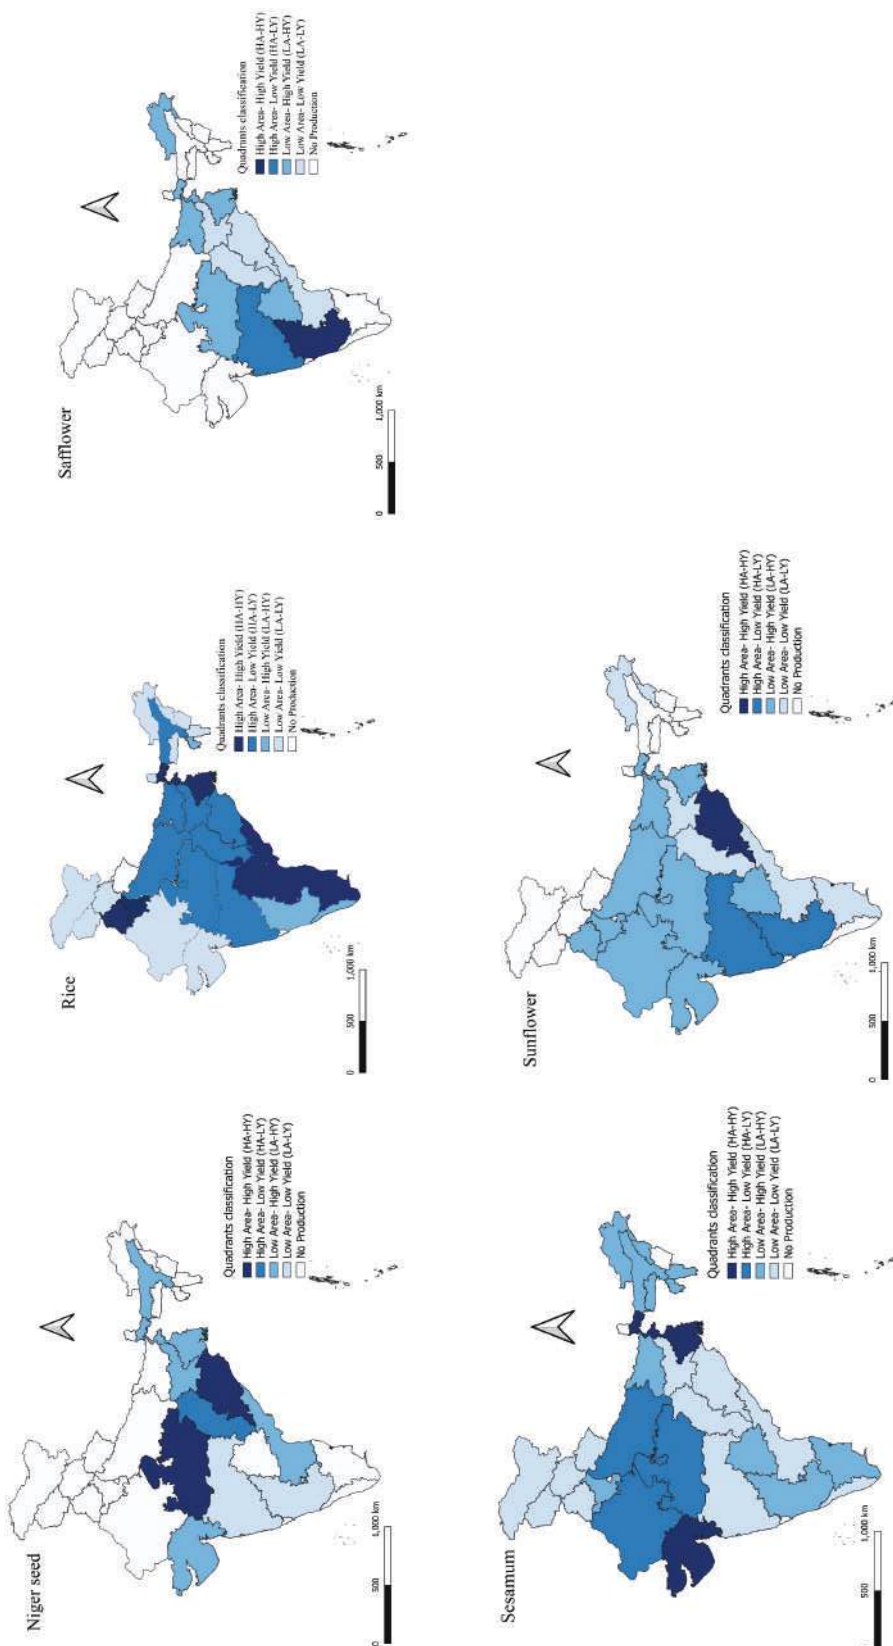 Niger seed
Quadrants classification
High Area- High Yield (HA-HY)
High Area- Low Yield (HA-LY)
Low Area- High Yield (LA-HY)
Low Area- Low Yield (LA-LY)
No Production
0 500 1,000 km
Rice
Quadrants classification
High Area- High Yield (HA-HY)
High Area- Low Yield (HA-LY)
Low Area- High Yield (LA-HY)
Low Area- Low Yield (LA-LY)
No Production
0 500 1,000 km
Safflower
Quadrants classification
High Area- High Yield (HA-HY)
High Area- Low Yield (HA-LY)
Low Area- High Yield (LA-HY)
Low Area- Low Yield (LA-LY)
No Production
0 500 1,000 km
Sesamum
Quadrants classification
High Area- High Yield (HA-HY)
High Area- Low Yield (HA-LY)
Low Area- High Yield (LA-HY)
Low Area- Low Yield (LA-LY)
No Production
0 500 1,000 km
Sunflower
Quadrants classification
High Area- High Yield (HA-HY)
High Area- Low Yield (HA-LY)
Low Area- High Yield (LA-HY)
Low Area- Low Yield (LA-LY)
No Production
0 500 1,000 km